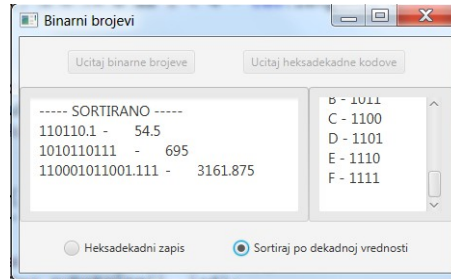 Binarni brojevi
Ucitaj binarne brojeve
Ucitaj heksadekadne kodove
----- SORTIRANO -----
110110.1 - 54.5
1010110111 - 695
110001011001.111 - 3161.875
B - 1011
C - 1100
D - 1101
E - 1110
F - 1111
Heksadekadni zapis
Sortiraj po dekadnoj vrednosti